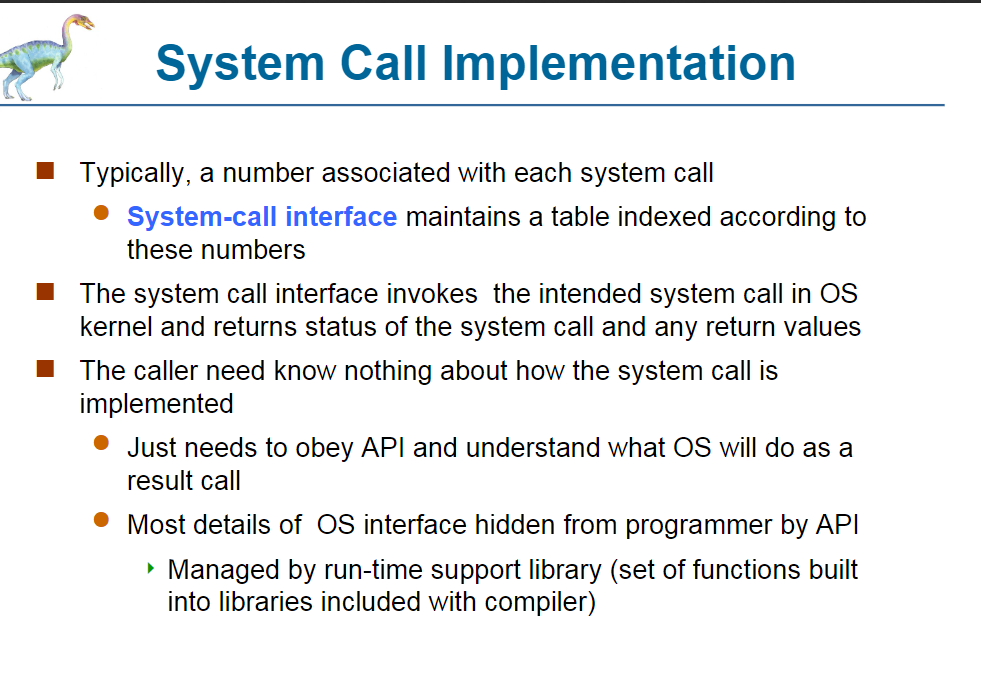 System Call Implementation
Typically, a number associated with each system call
System-call interface maintains a table indexed according to
these numbers
The system call interface invokes  the intended system call in OS
kernel and returns status of the system call and any return values
The caller need know nothing about how the system call is
implemented
Just needs to obey API and understand what OS will do as a
result call
Most details of  OS interface hidden from programmer by API
Managed by run-time support library (set of functions built
into libraries included with compiler)